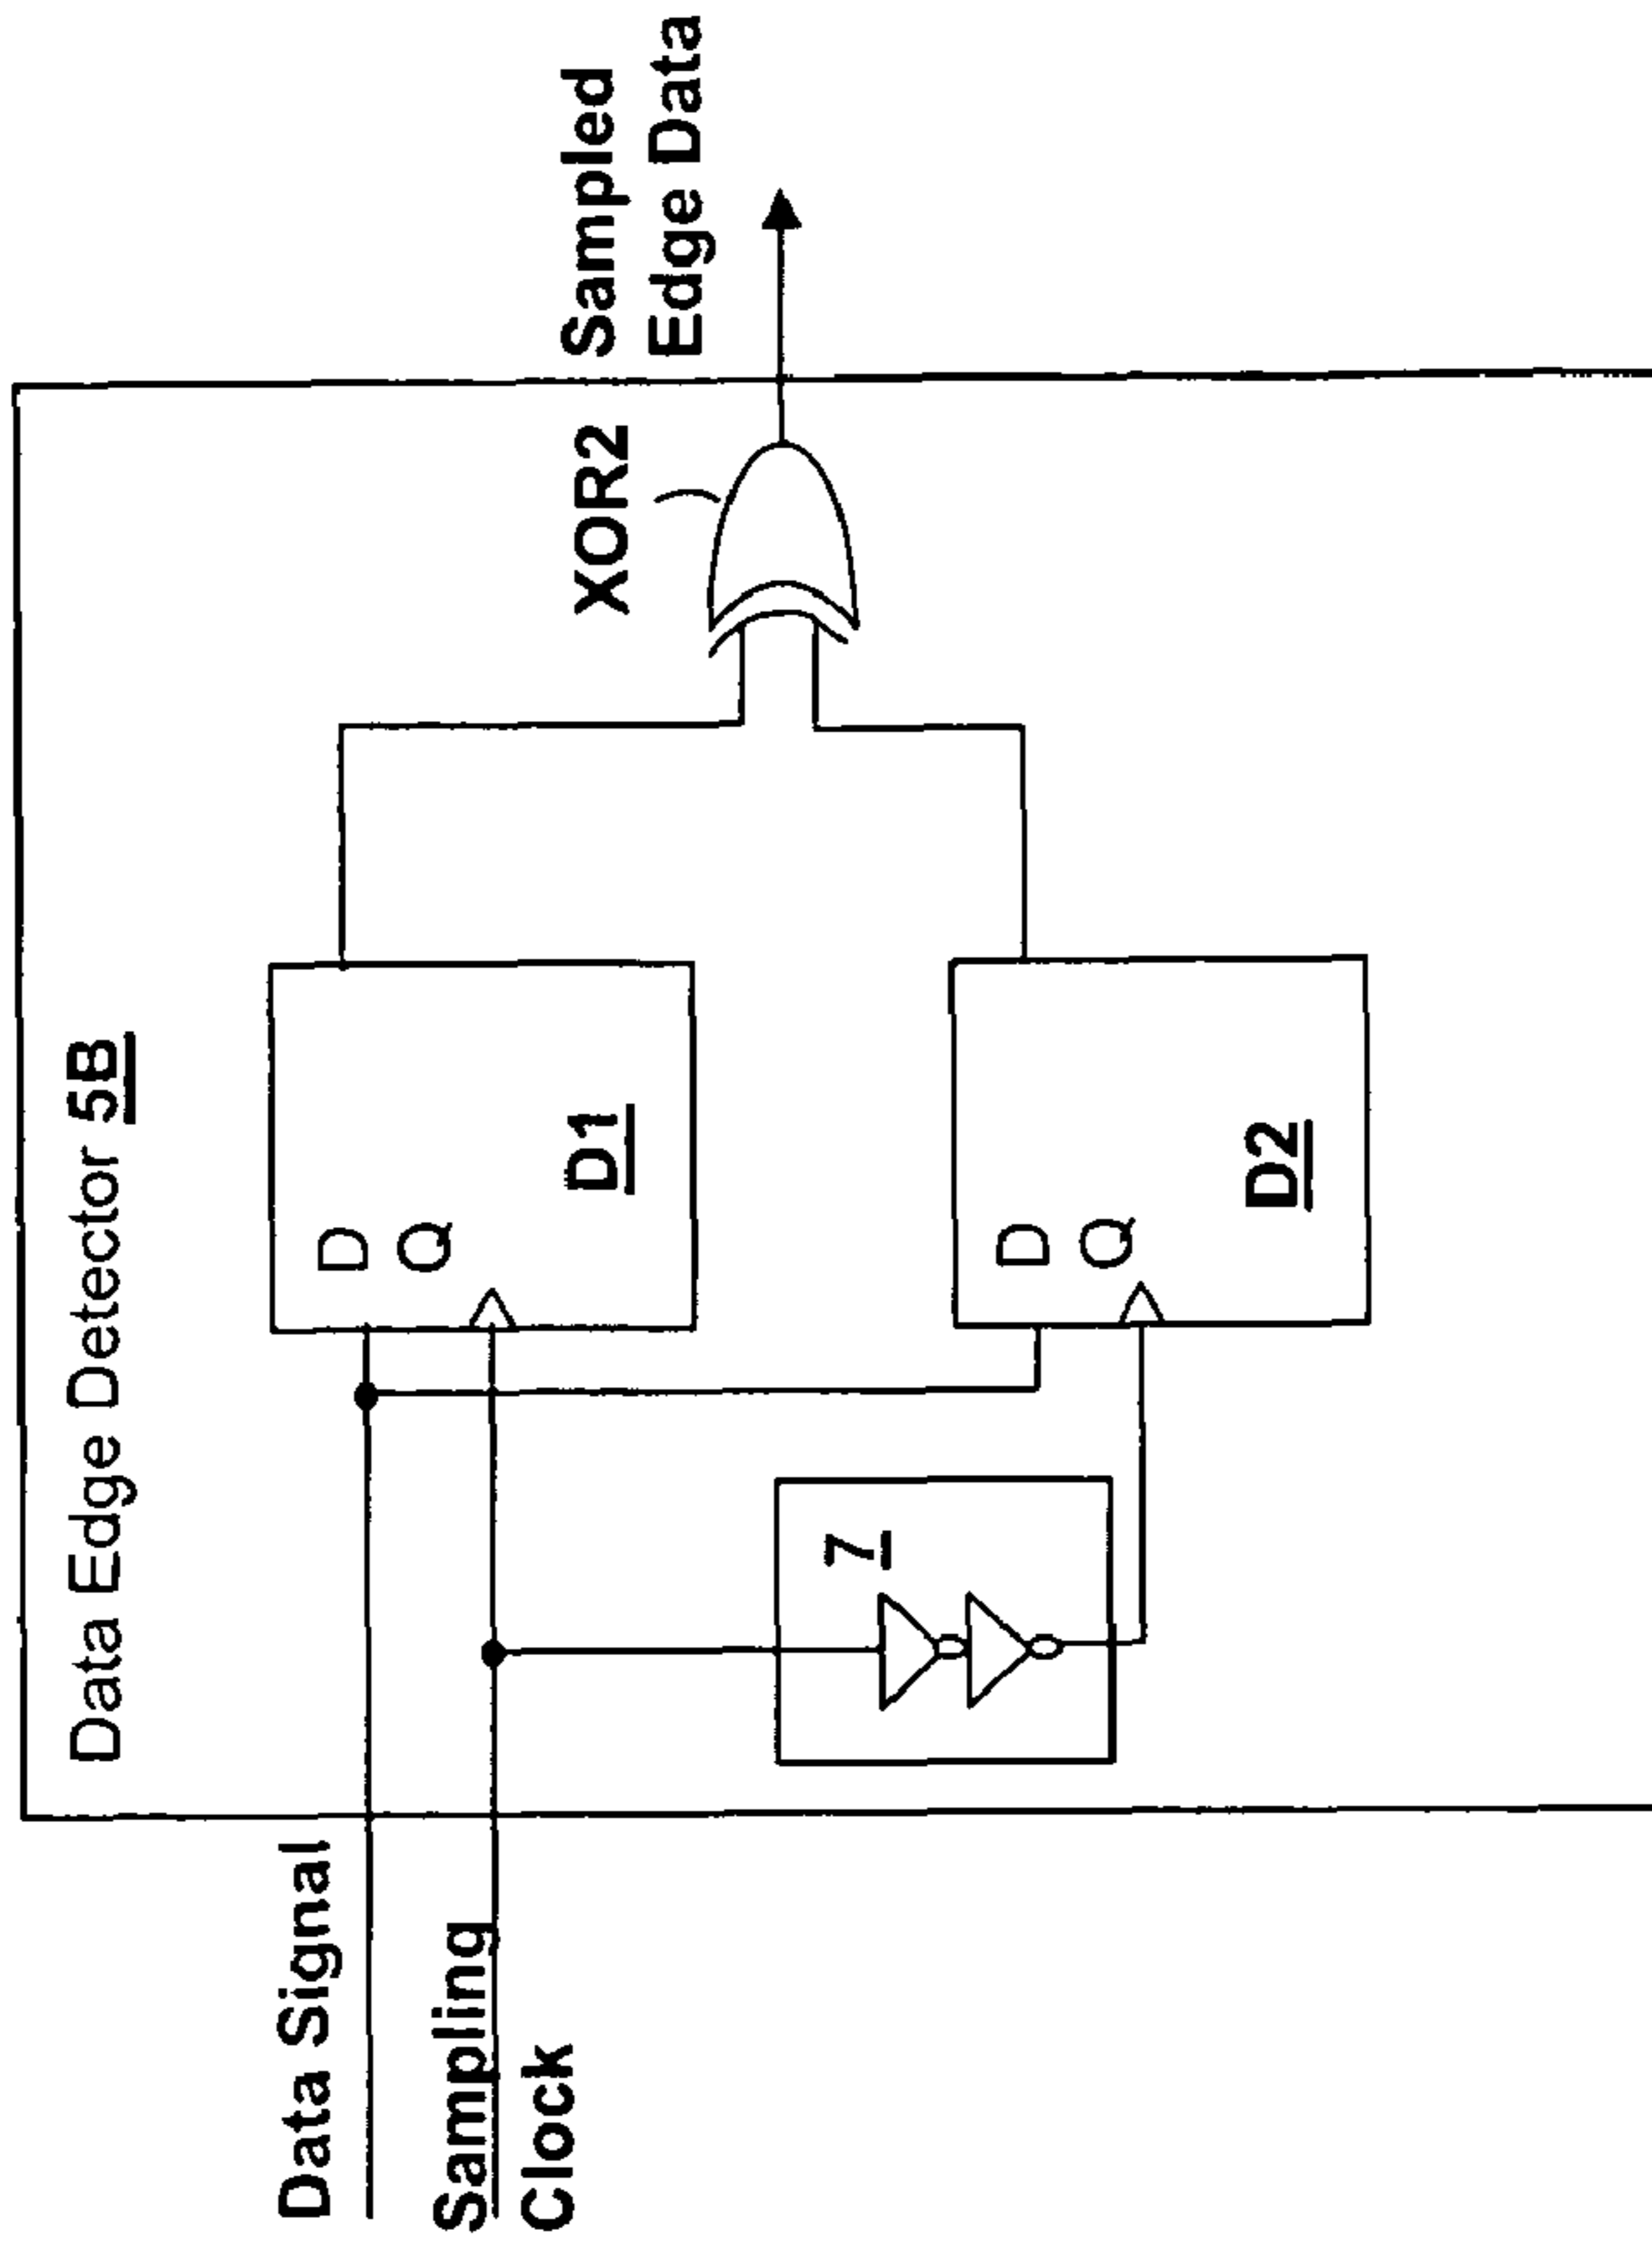 Data Edge Detector 5B
Data Signal
Sampling
Clock
D
Q
D1
7
D
Q
D2
XOR2
Sampled
Edge Data